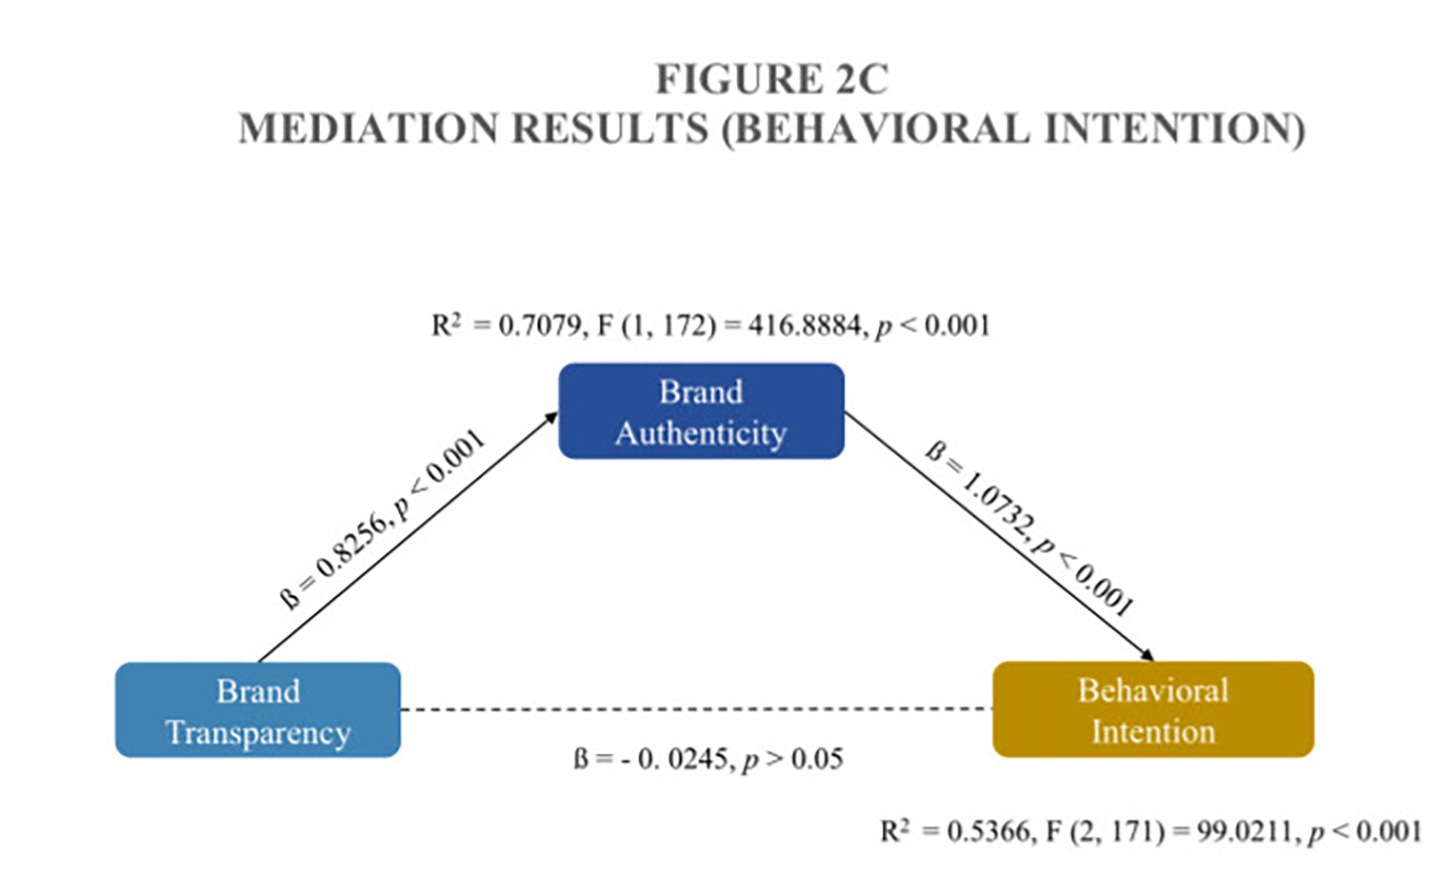 FIGURE 2C
MEDIATION RESULTS (BEHAVIORAL INTENTION)
R² = 0.7079, F (1, 172) = 416.8884, p < 0.001
Brand
Authenticity
ß = 0.8256, p < 0.001
ß = 1.0732, p < 0.001
Brand
Transparency
Behavioral
Intention
ß = - 0. 0245, p > 0.05
R² = 0.5366, F (2, 171) = 99.0211, p < 0.001